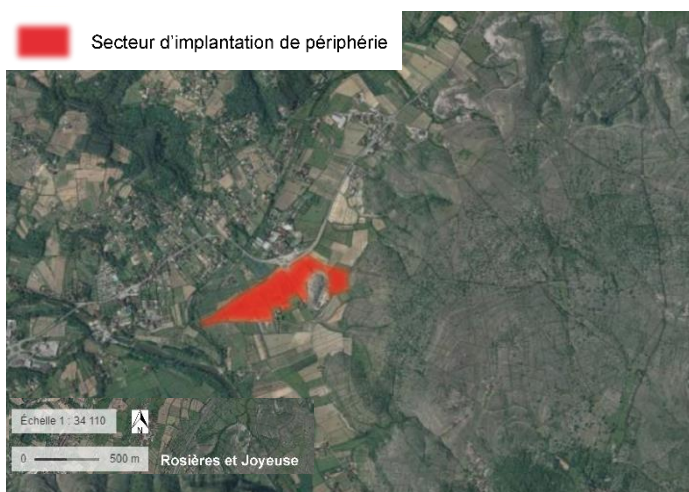 Secteur d'implantation de périphérie
Échelle 1 : 34 110
N
0 500 m
Rosières et Joyeuse